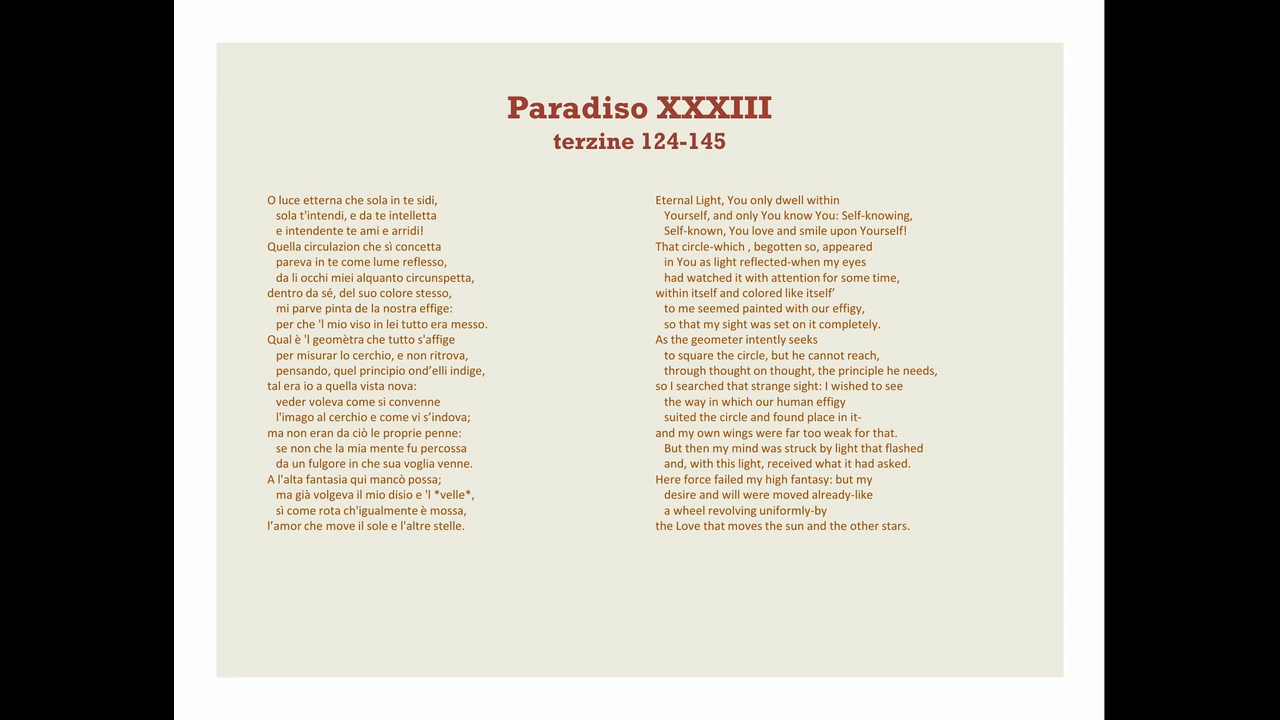 Paradiso XXXIII
terzine 124-145
O luce etterna che sola in te sidi,
sola t'intendi, e da te intelletta
e intendente te ami e arridi!
Quella circulazion che sì concetta
pareva in te come lume reflesso,
da li occhi miei alquanto circunspetta,
dentro da sé, del suo colore stesso,
mi parve pinta de la nostra effige:
per che 'l mio viso in lei tutto era messo.
Qual è 'l geomètra che tutto s'affige
per misurar lo cerchio, e non ritrova,
pensando, quel principio ond’elli indige,
tal era io a quella vista nova:
veder voleva come si convenne
l'imago al cerchio e come vi s’indova;
ma non eran da ciò le proprie penne:
se non che la mia mente fu percossa
da un fulgore in che sua voglia venne.
A l'alta fantasia qui mancò possa;
ma già volgeva il mio disio e 'l *velle*,
sì come rota ch'igualmente è mossa,
l’amor che move il sole e l'altre stelle.
Eternal Light, You only dwell within
Yourself, and only You know You: Self-knowing,
Self-known, You love and smile upon Yourself!
That circle-which , begotten so, appeared
in You as light reflected-when my eyes
had watched it with attention for some time,
within itself and colored like itself’
to me seemed painted with our effigy,
so that my sight was set on it completely.
As the geometer intently seeks
to square the circle, but he cannot reach,
through thought on thought, the principle he needs,
so I searched that strange sight: I wished to see
the way in which our human effigy
suited the circle and found place in it-
and my own wings were far too weak for that.
But then my mind was struck by light that flashed
and, with this light, received what it had asked.
Here force failed my high fantasy: but my
desire and will were moved already-like
a wheel revolving uniformly-by
the Love that moves the sun and the other stars.